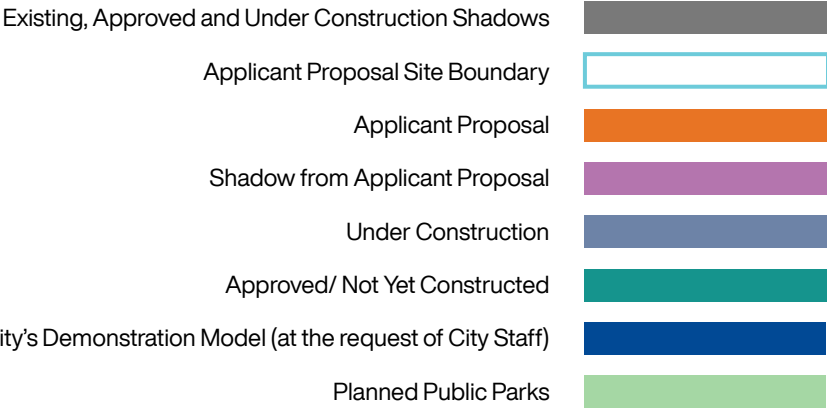 Existing, Approved and Under Construction Shadows
Applicant Proposal Site Boundary
Applicant Proposal
Shadow from Applicant Proposal
Under Construction
Approved/ Not Yet Constructed
Demonstration Model (at the request of City Staff)
Planned Public Parks